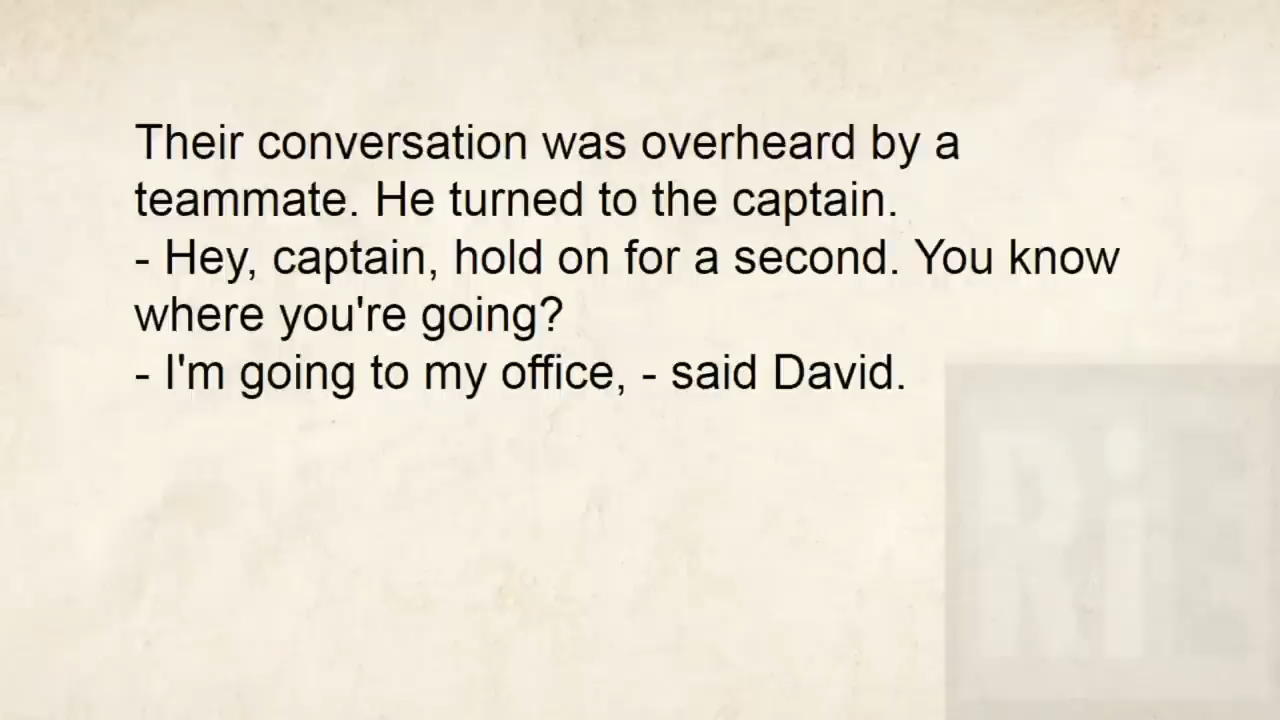 Their conversation was overheard by a
teammate. He turned to the captain.
- Hey, captain, hold on for a second. You know
where you're going?
- I'm going to my office, - said David.
RiE